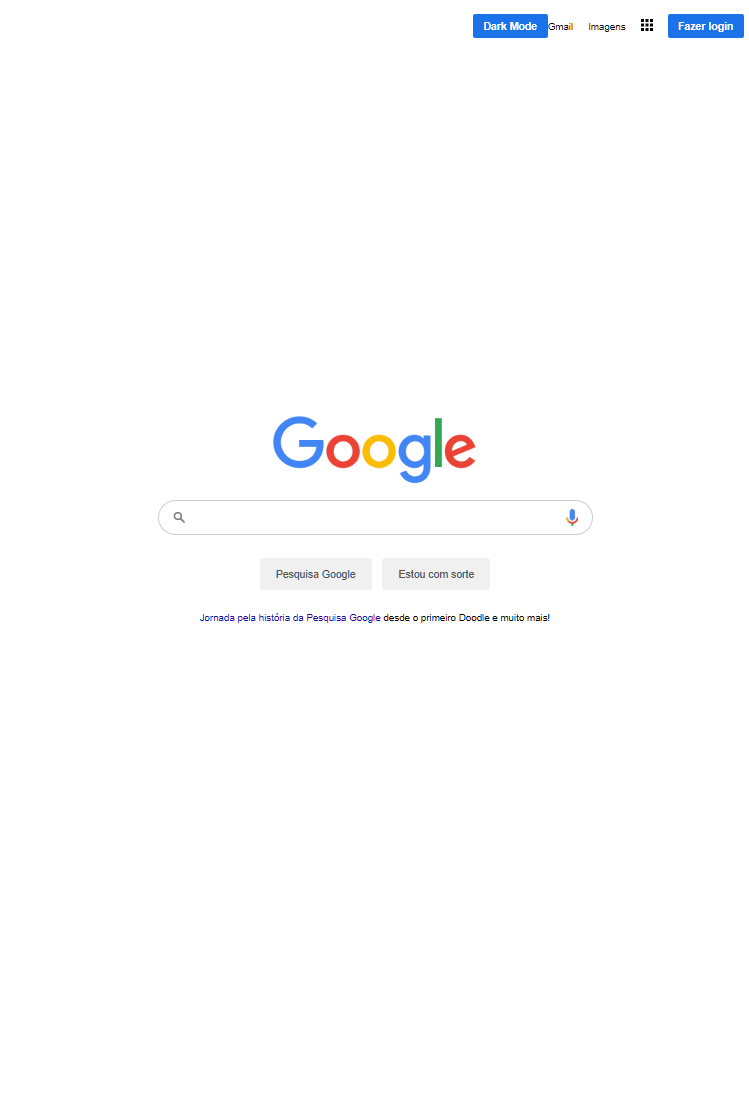 Dark Mode Gmail Imagens Fazer login
Google
Pesquisa Google Estou com sorte
Jornada pela história da Pesquisa Google desde o primeiro Doodle e muito mais!